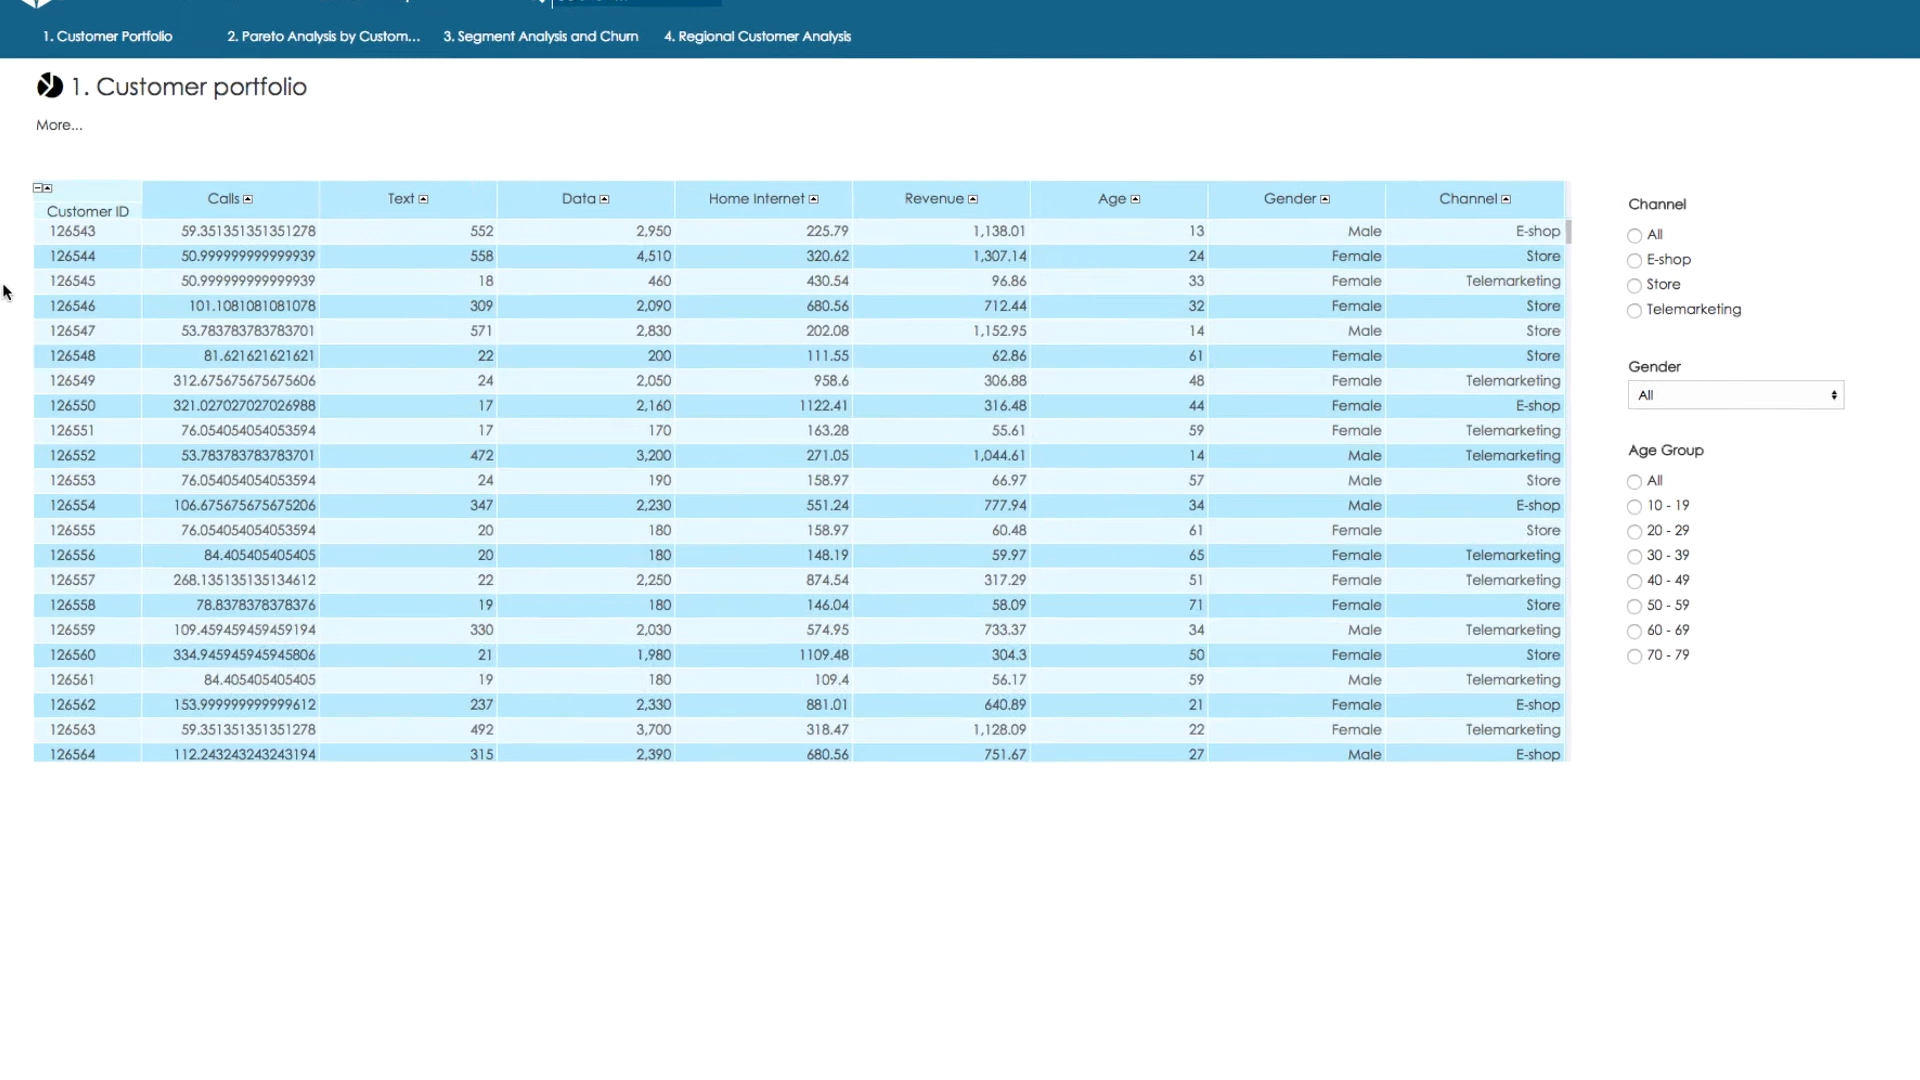 1. Customer Portfolio 2. Pareto Analysis by Custom... 3. Segment Analysis and Churn 4. Regional Customer Analysis
1. Customer portfolio
More...
Customer ID Calls Text Data Home Internet Revenue Age Gender Channel
126543 59.351351351351278 552 2,950 225.79 1,138.01 13 Male E-shop
126544 50.999999999999939 558 4,510 320.62 1,307.14 24 Female Store
126545 50.999999999999939 18 460 430.54 96.86 33 Female Telemarketing
126546 101.10810810810778 309 2,090 680.56 712.44 32 Female Store
126547 53.783783783783701 571 2,830 202.08 1,152.95 14 Male Store
126548 81.621621621621 22 200 111.55 62.86 61 Female Store
126549 312.675675675675606 24 2,050 958.6 306.88 48 Female Telemarketing
126550 321.027027027026988 17 2,160 1122.41 316.48 44 Female E-shop
126551 76.054054054053594 17 170 163.28 55.61 59 Female Telemarketing
126552 53.783783783783701 472 3,200 271.05 1,044.61 14 Male Telemarketing
126553 76.054054054053594 24 190 158.97 66.97 57 Male Store
126554 106.675675675675206 347 2,230 551.24 777.94 34 Male E-shop
126555 76.054054054053594 20 180 158.97 60.48 61 Female Store
126556 84.405405405405 20 180 148.19 59.97 65 Female Telemarketing
126557 268.135135135134612 22 2,250 874.54 317.29 51 Female Telemarketing
126558 78.8378378378376 19 180 146.04 58.09 71 Female Store
126559 109.459459459459194 330 2,030 574.95 733.37 34 Male Telemarketing
126560 334.945945945945806 21 1,980 1109.48 304.3 50 Female Store
126561 84.405405405405 19 180 109.4 56.17 59 Male Telemarketing
126562 153.999999999999612 237 2,330 881.01 640.89 21 Female E-shop
126563 59.351351351351278 492 3,700 318.47 1,128.09 22 Female Telemarketing
126564 112.243243243243194 315 2,390 680.56 751.67 27 Male E-shop
Channel
All
E-shop
Store
Telemarketing
Gender
All
Age Group
All
10 - 19
20 - 29
30 - 39
40 - 49
50 - 59
60 - 69
70 - 79